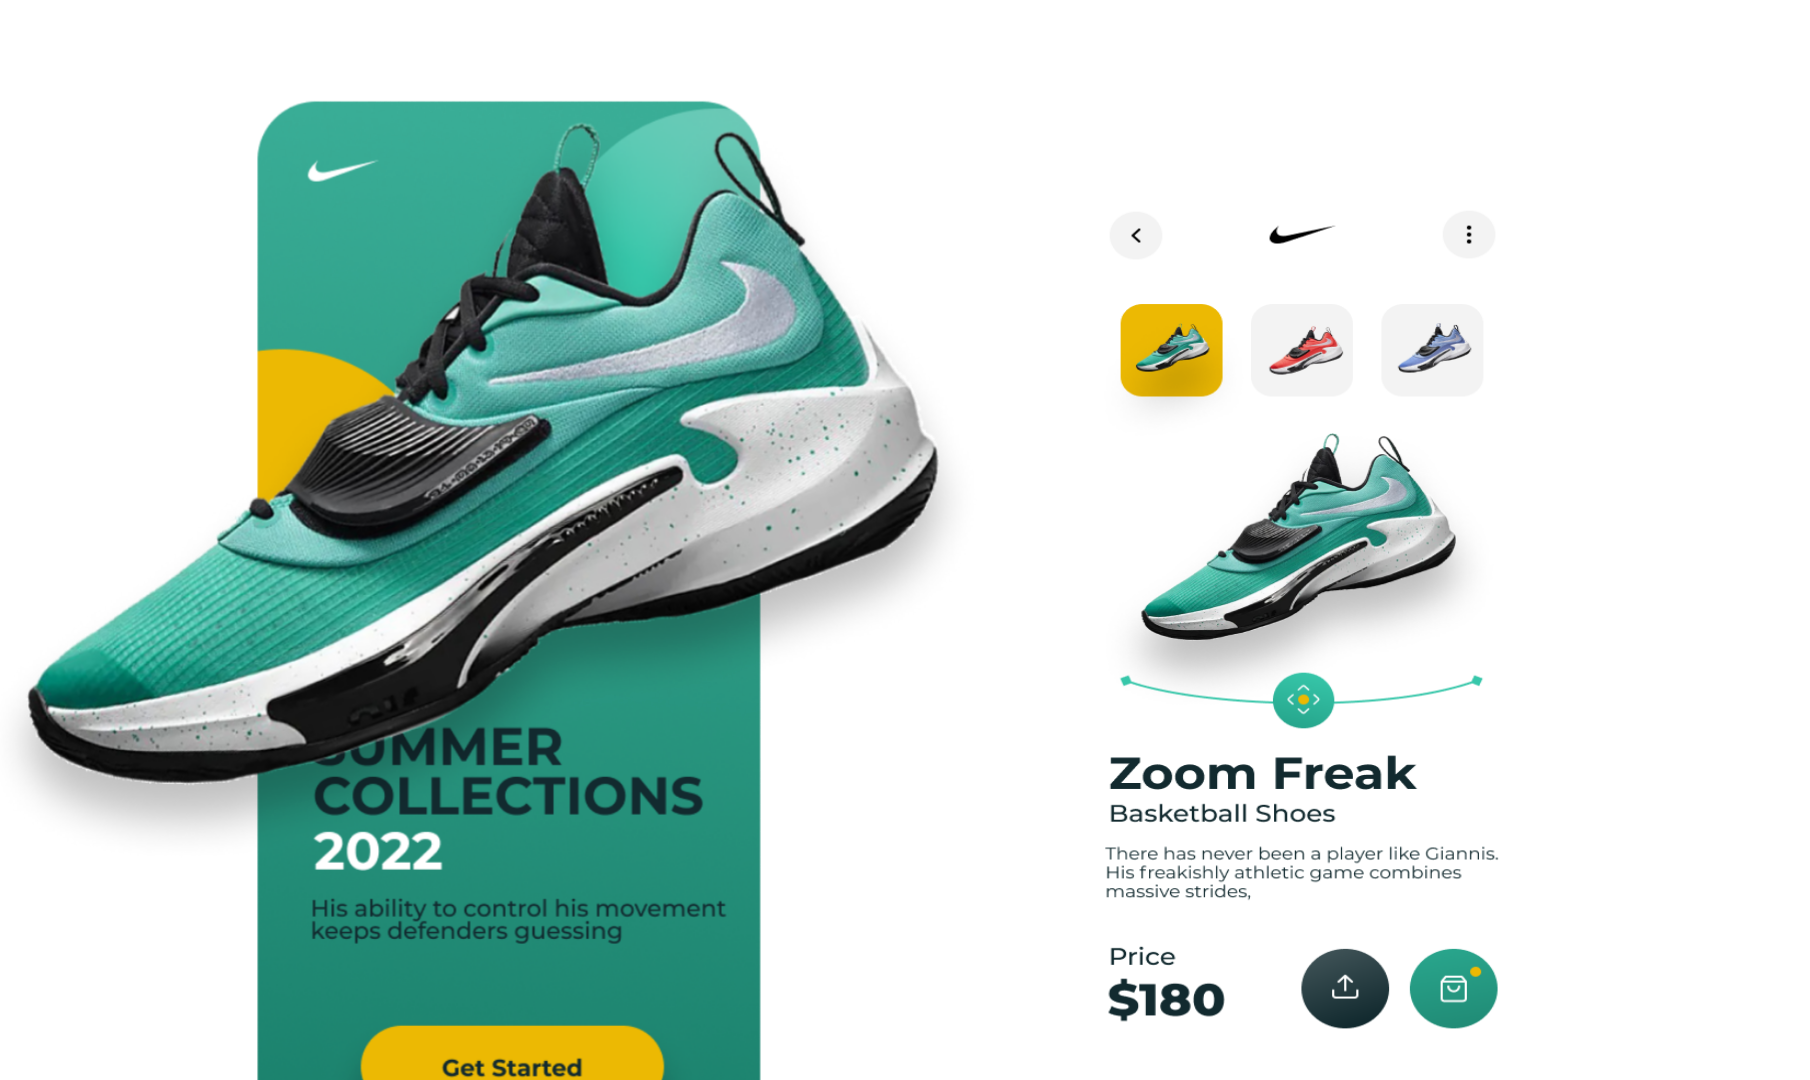 SUMMER
COLLECTIONS
2022
His ability to control his movement
keeps defenders guessing
Get Started
Zoom Freak
Basketball Shoes
There has never been a player like Giannis.
His freakishly athletic game combines
massive strides,
Price
$180